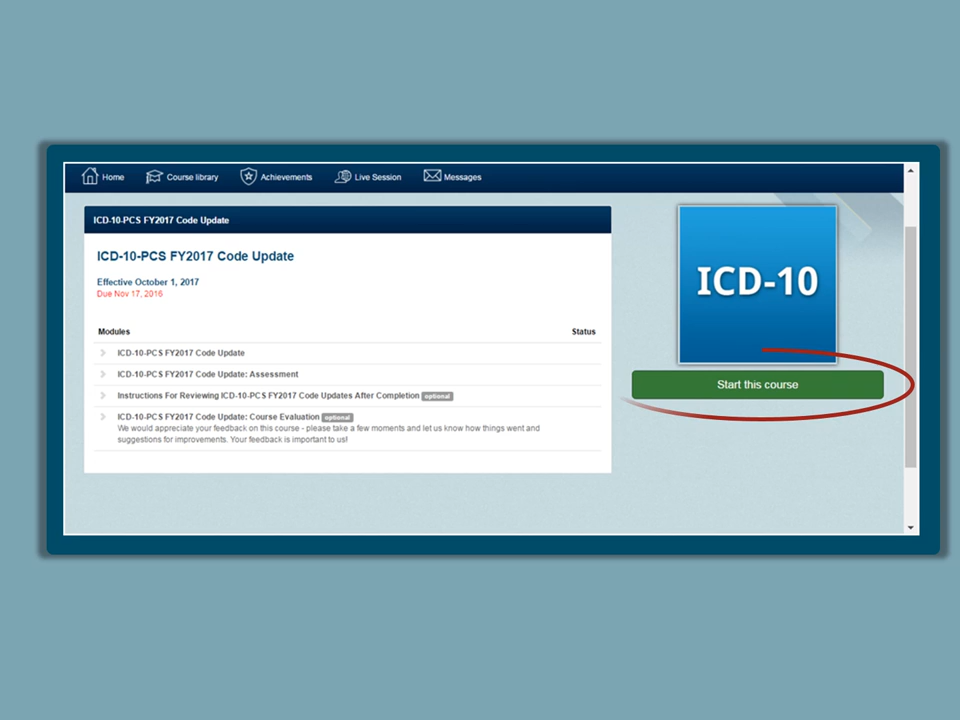 Home Course library Achievements Live Session Messages
ICD-10-PCS FY2017 Code Update
ICD-10-PCS FY2017 Code Update
Effective October 1, 2017
Due Nov 17, 2016
Modules Status
ICD-10-PCS FY2017 Code Update
ICD-10-PCS FY2017 Code Update: Assessment
Instructions For Reviewing ICD-10-PCS FY2017 Code Updates After Completion optional
ICD-10-PCS FY2017 Code Update: Course Evaluation optional
We would appreciate your feedback on this course - please take a few moments and let us know how things went and
suggestions for improvements. Your feedback is important to us!
ICD-10
Start this course